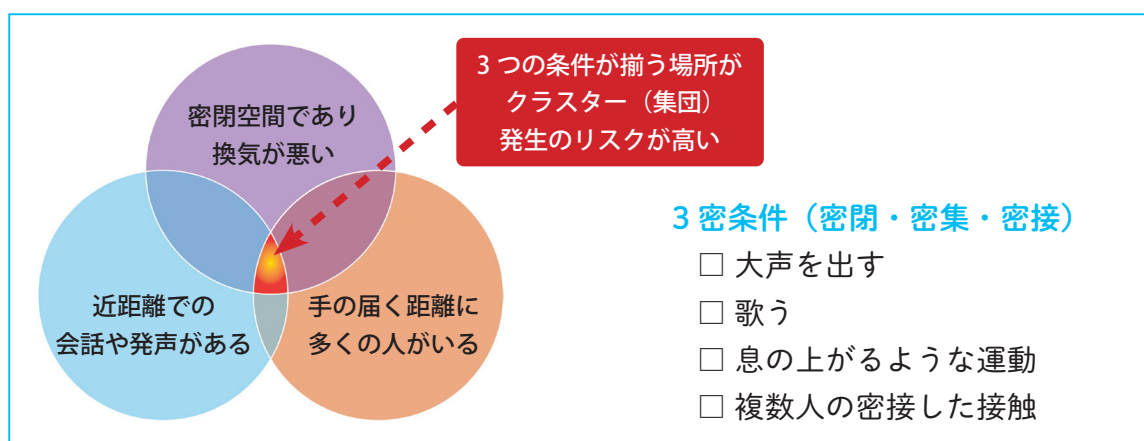 密閉空間であり
換気が悪い
3つの条件が揃う場所が
クラスター（集団）
発生のリスクが高い
近距離での
会話や発声がある
手の届く距離に
多くの人がいる
3密条件（密閉・密集・密接）
□ 大声を出す
□ 歌う
□ 息の上がるような運動
□ 複数人の密接した接触